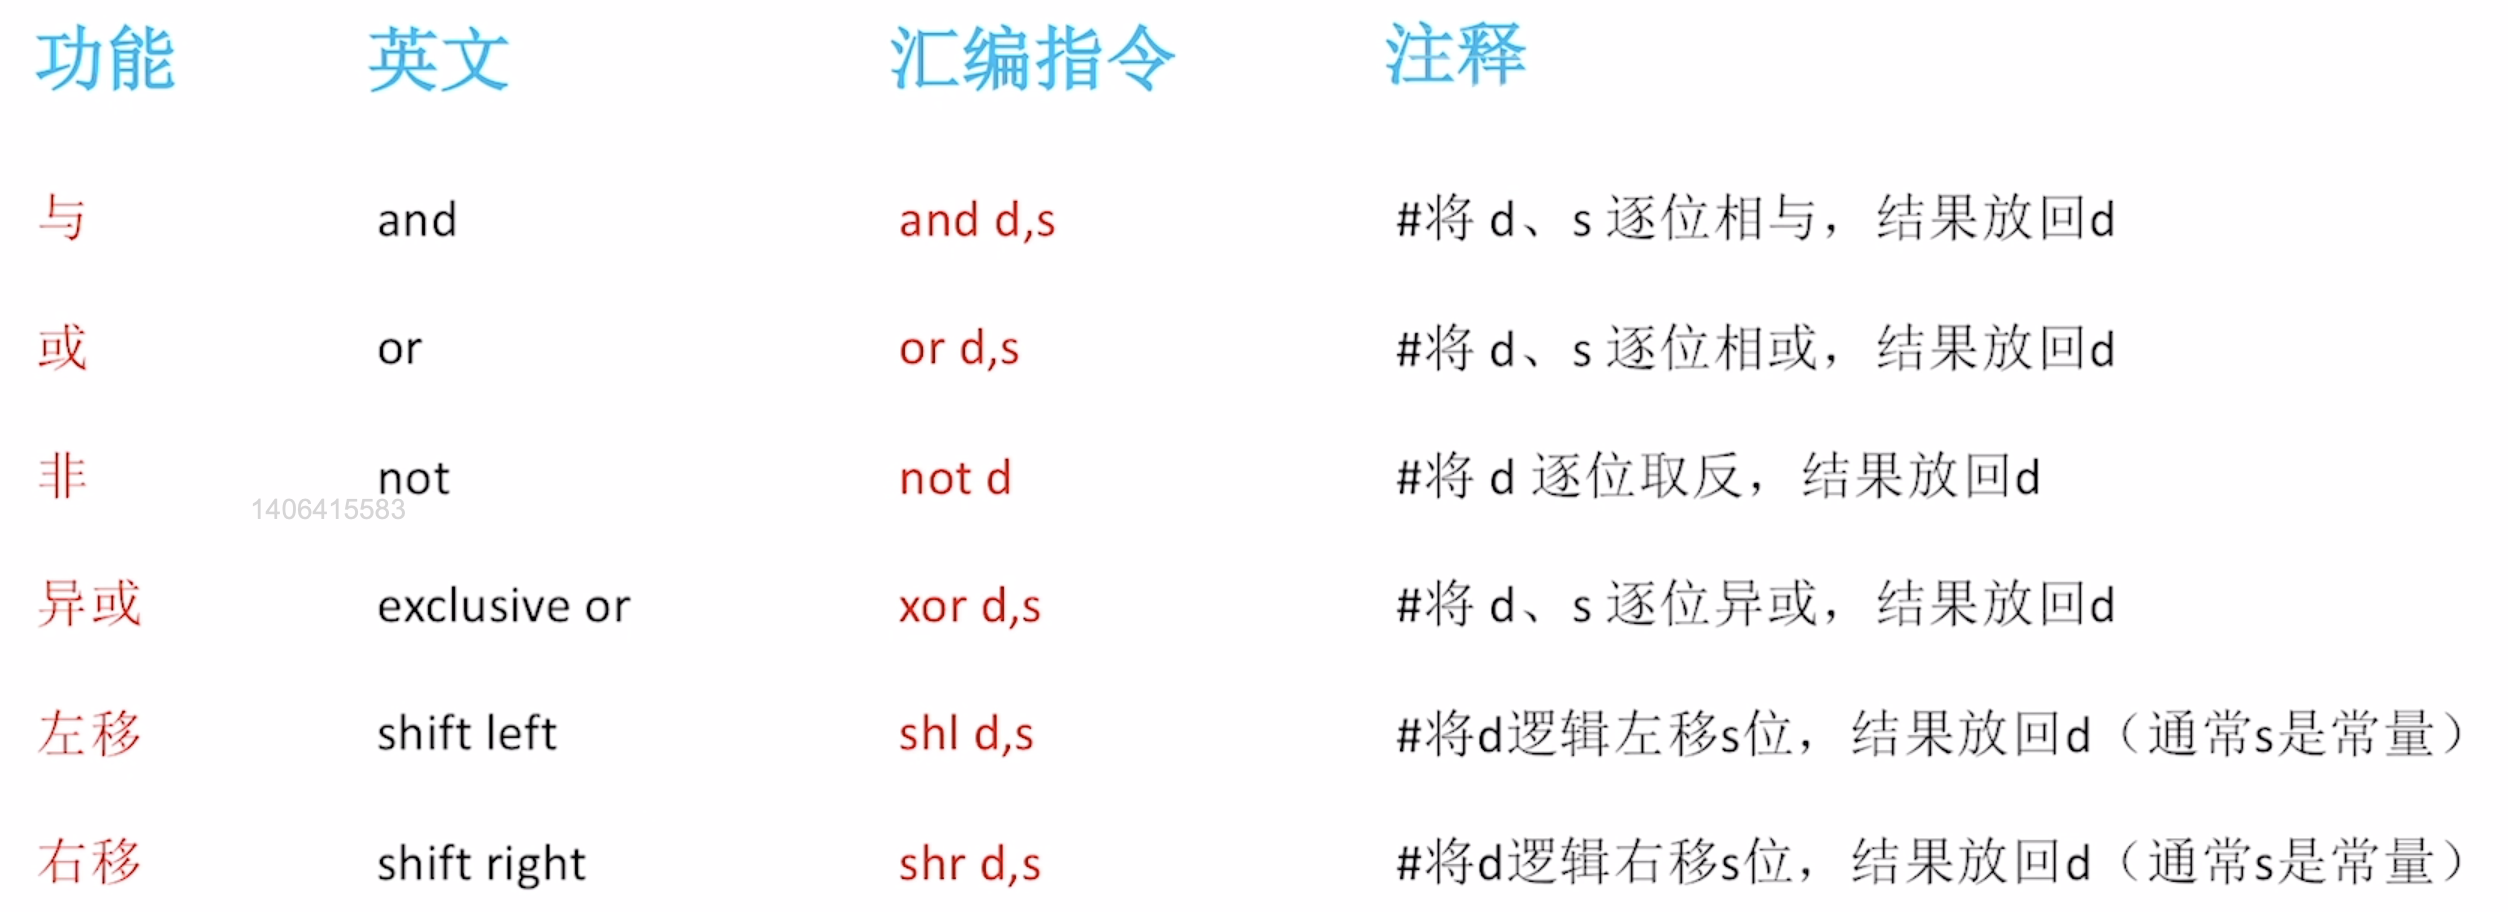 功能 英文 汇编指令 注释
与 and and d,s #将 d、s 逐位相与，结果放回d
或 or or d,s #将 d、s 逐位相或，结果放回d
非 not not d #将 d 逐位取反，结果放回d
1406415583
异或 exclusive or xor d,s #将 d、s 逐位异或，结果放回d
左移 shift left shl d,s #将d逻辑左移s位，结果放回d（通常s是常量）
右移 shift right shr d,s #将d逻辑右移s位，结果放回d（通常s是常量）